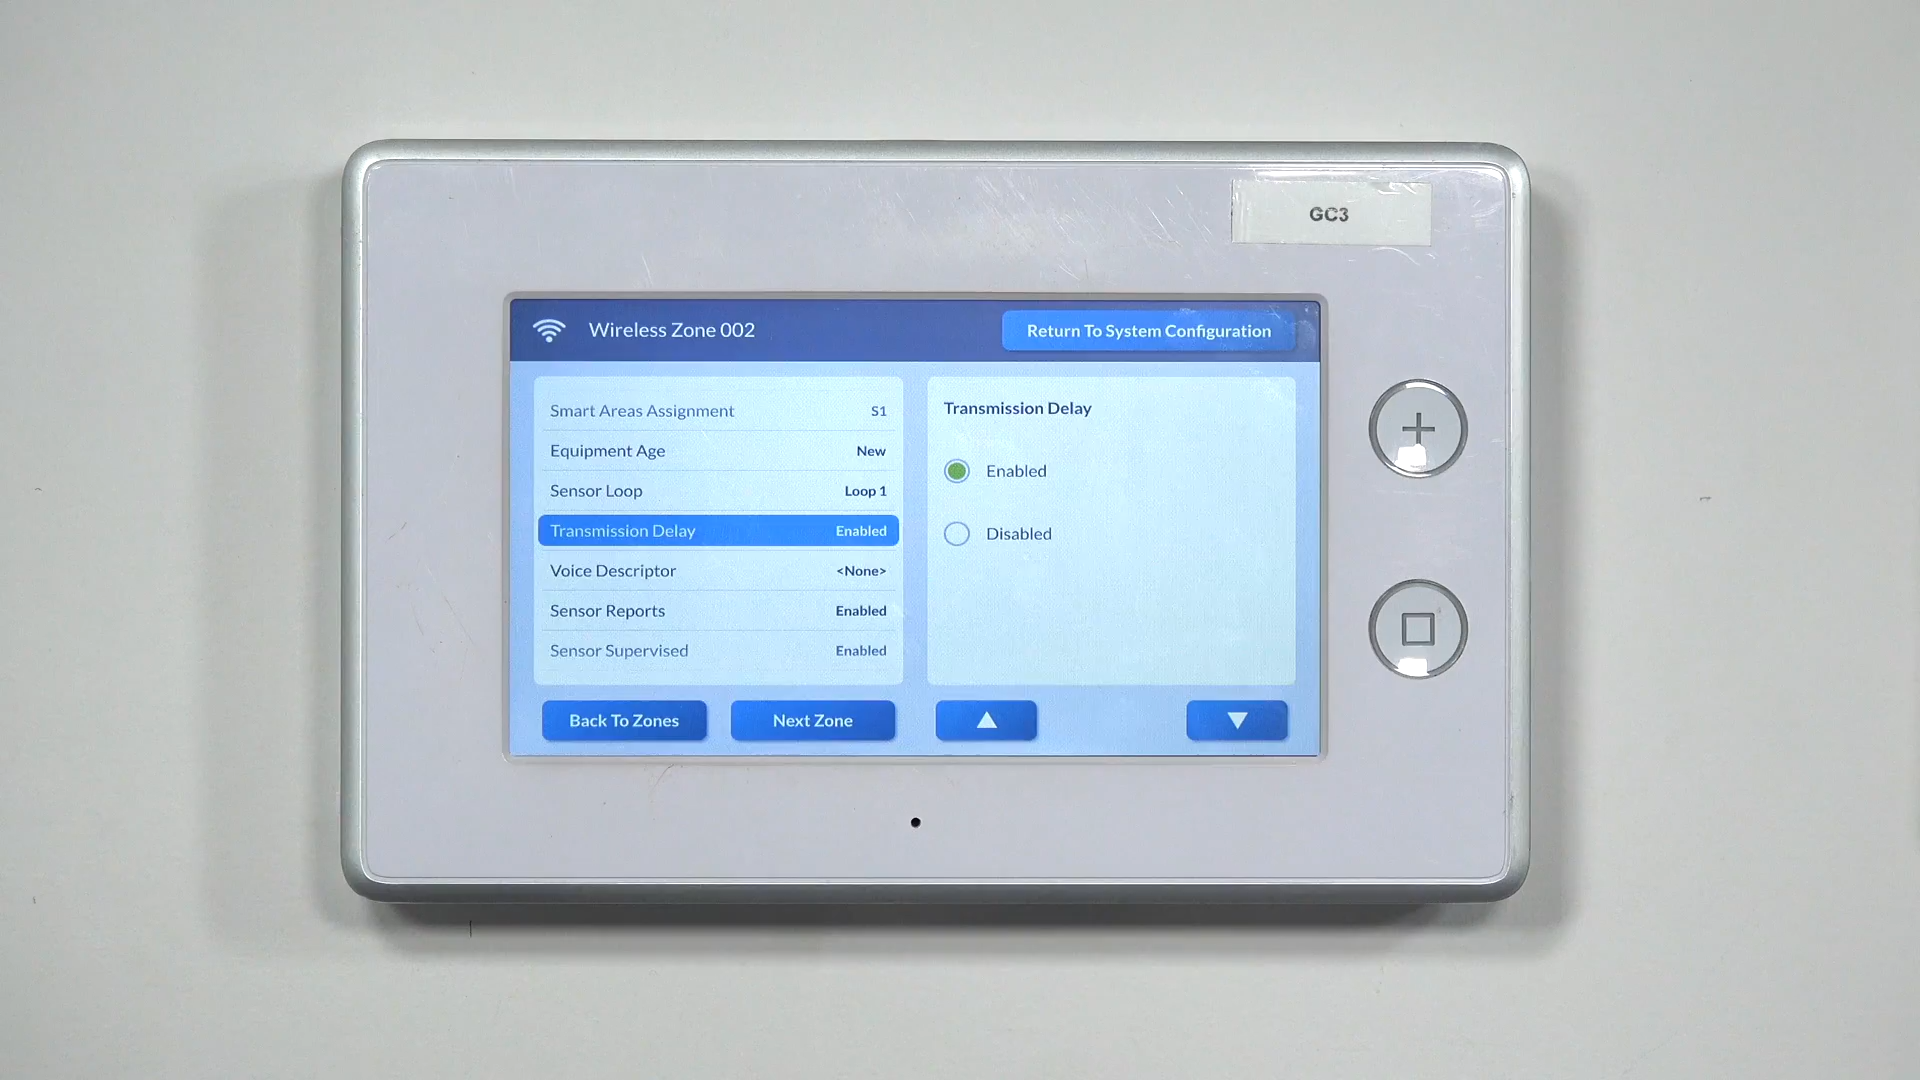 GC3
Wireless Zone 002
Return To System Configuration
Smart Areas Assignment S1
Equipment Age New
Sensor Loop Loop 1
Transmission Delay Enabled
Voice Descriptor <None>
Sensor Reports Enabled
Sensor Supervised Enabled
Transmission Delay
Enabled
Disabled
Back To Zones
Next Zone